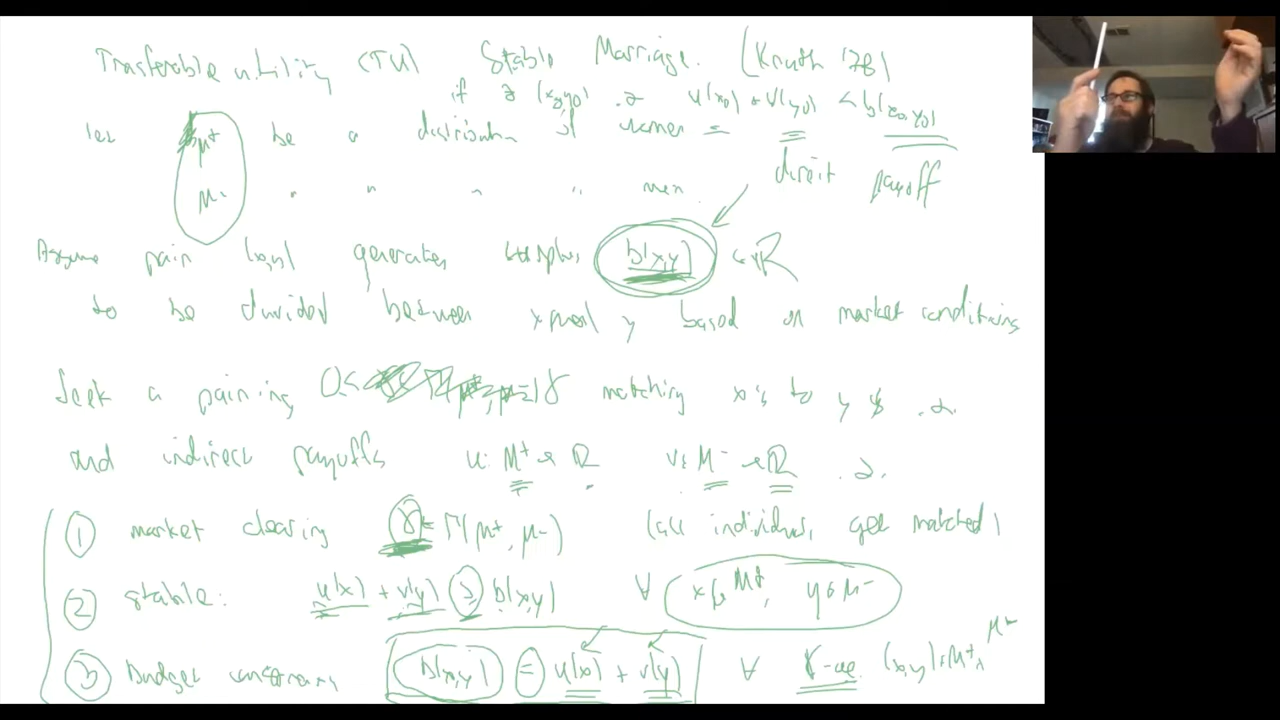 Transferable utility (TU) Stable Marriage. (Knuth '76)
if ∃ (x0,y0) s.t. u(x0) + v(y0) < b(x0,y0)
let μ+ be a distribution of women
direct payoff
μ- " " " " men.
Assume pair (x,y) generates surplus b(x,y) ∈ R
to be divided between x and y based on market conditions
Seek a pairing 0≤ γ matching x's to y's s.t.
and indirect payoffs u: M+ → R v: M- → R s.t.
① market clearing γ ∈ Γ(μ+, μ-) (all individuals get matched)
② stable: u(x) + v(y) ≥ b(x,y) ∀ x ∈ M+, y ∈ M-
③ Budget constraint b(x,y) = u(x) + v(y) ∀ γ-ae (x,y) ∈ M+ × M-